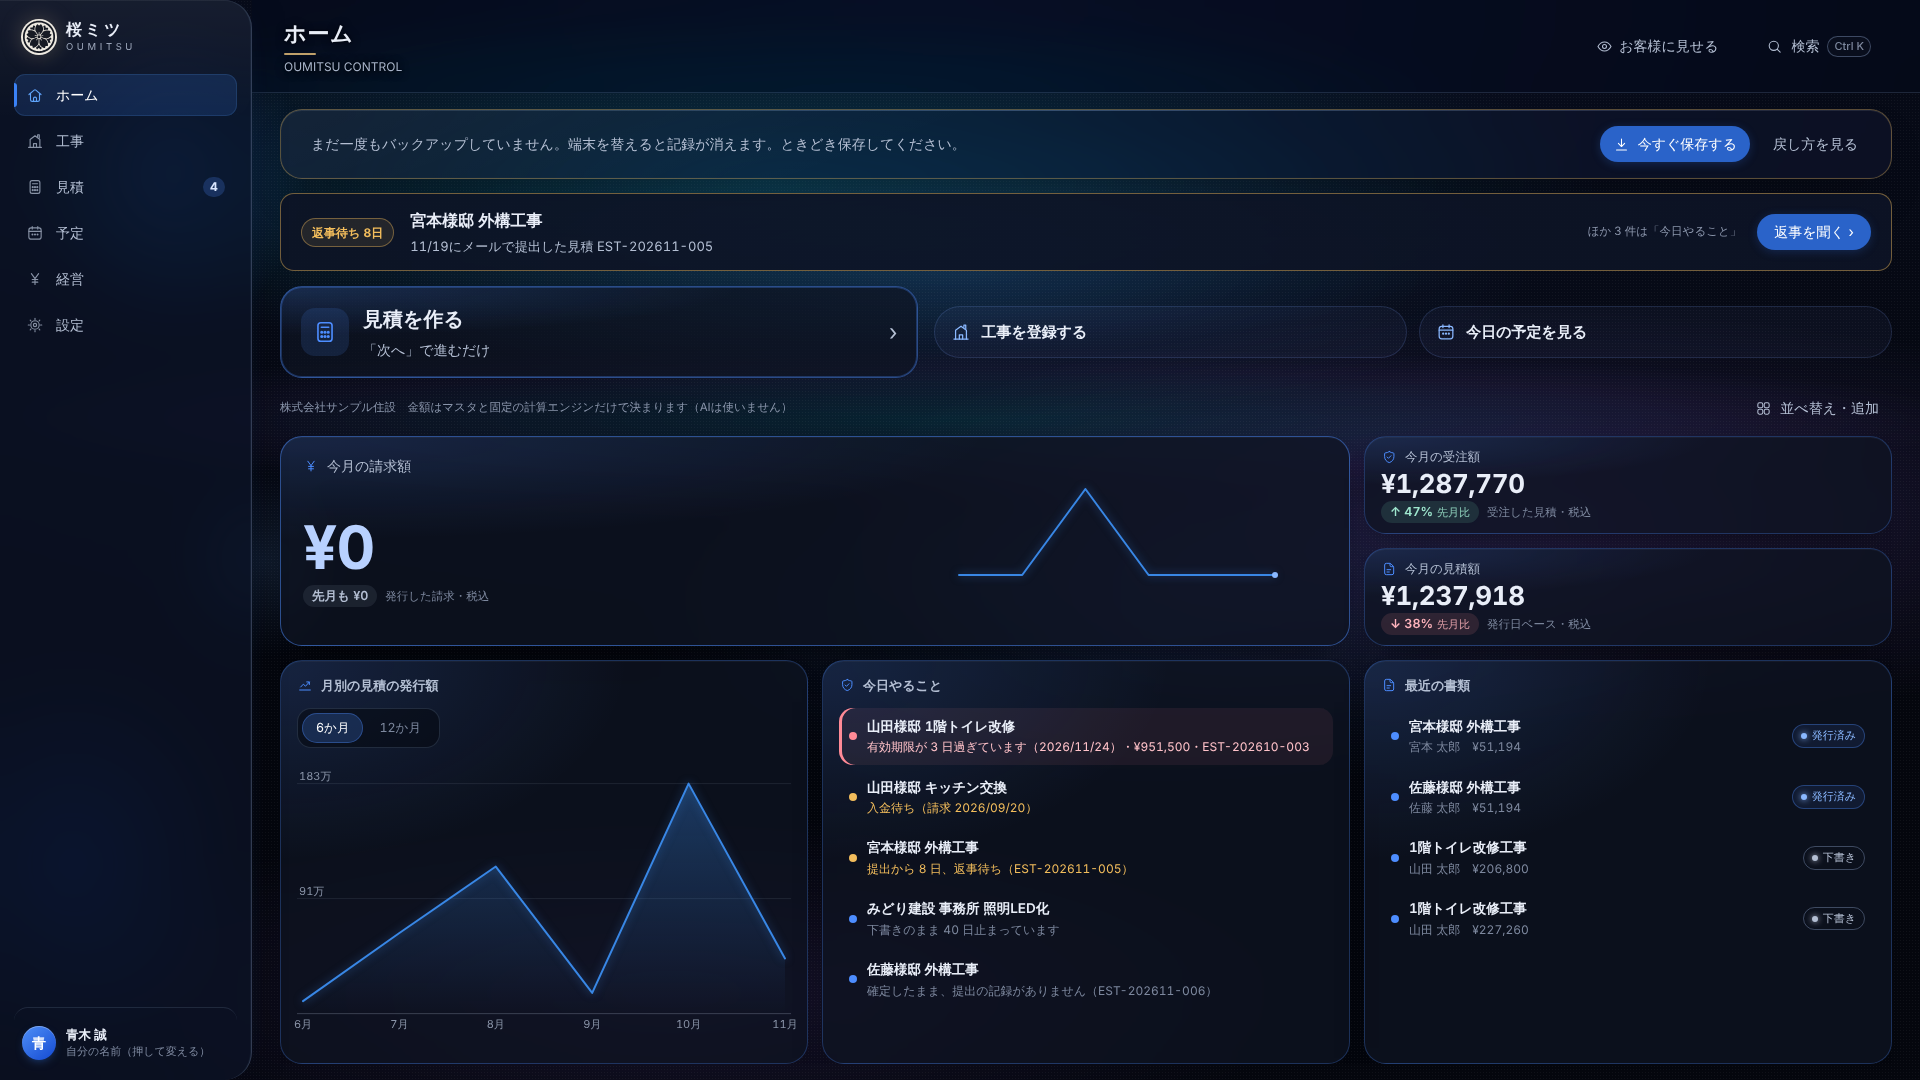 桜ミツ
OUMITSU
ホーム
工事
見積
4
予定
経営
設定
青
青木 誠
自分の名前（押して変える）
ホーム
OUMITSU CONTROL
お客様に見せる
検索
Ctrl K
まだ一度もバックアップしていません。端末を替えると記録が消えます。ときどき保存してください。
今すぐ保存する
戻し方を見る
返事待ち 8日
宮本様邸 外構工事
11/19にメールで提出した見積 EST-202611-005
ほか 3 件は「今日やること」
返事を聞く ›
見積を作る
「次へ」で進むだけ
工事を登録する
今日の予定を見る
株式会社サンプル住設　金額はマスタと固定の計算エンジンだけで決まります（AIは使いません）
並べ替え・追加
¥ 今月の請求額
¥0
先月も ¥0 発行した請求・税込
今月の受注額
¥1,287,770
↑ 47% 先月比 受注した見積・税込
今月の見積額
¥1,237,918
↓ 38% 先月比 発行日ベース・税込
月別の見積の発行額
6か月 12か月
183万
91万
6月 7月 8月 9月 10月 11月
今日やること
山田様邸 1階トイレ改修
有効期限が 3 日過ぎています（2026/11/24）・¥951,500・EST-202610-003
山田様邸 キッチン交換
入金待ち（請求 2026/09/20）
宮本様邸 外構工事
提出から 8 日、返事待ち（EST-202611-005）
みどり建設 事務所 照明LED化
下書きのまま 40 日止まっています
佐藤様邸 外構工事
確定したまま、提出の記録がありません（EST-202611-006）
最近の書類
宮本様邸 外構工事
宮本 太郎　¥51,194
発行済み
佐藤様邸 外構工事
佐藤 太郎　¥51,194
発行済み
1階トイレ改修工事
山田 太郎　¥206,800
下書き
1階トイレ改修工事
山田 太郎　¥227,260
下書き